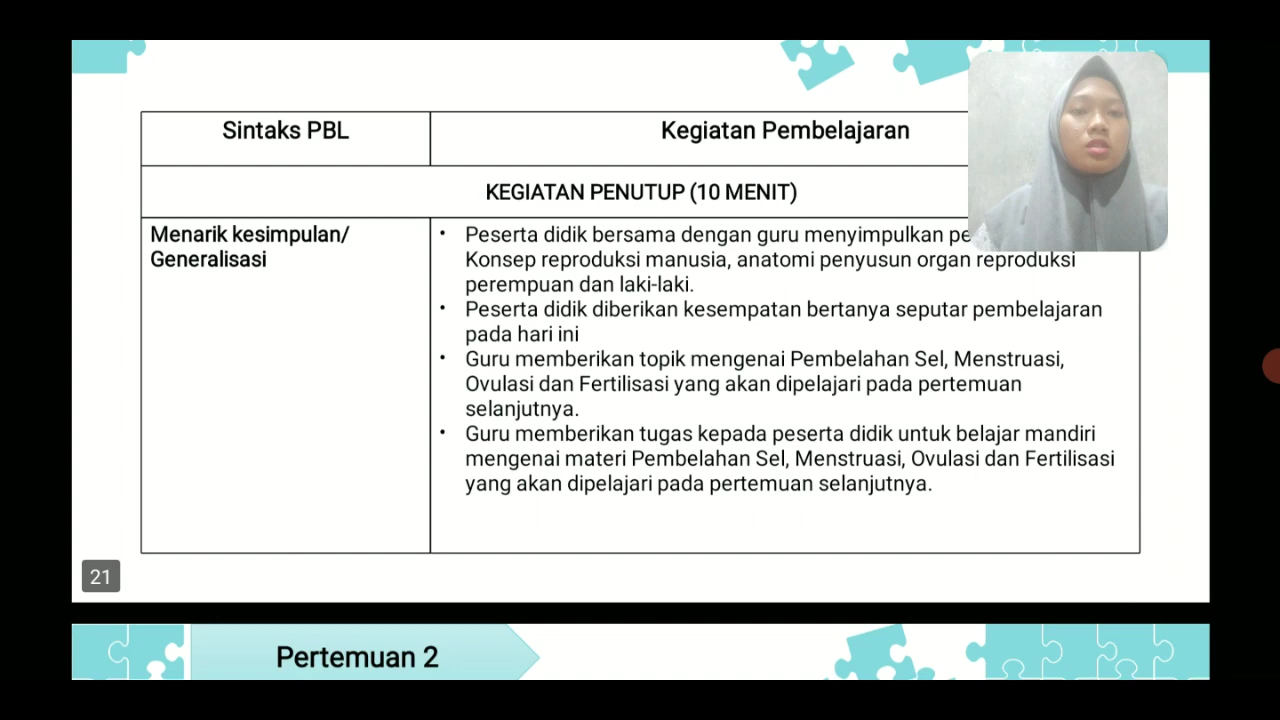 Sintaks PBL
Kegiatan Pembelajaran
KEGIATAN PENUTUP (10 MENIT)
Menarik kesimpulan/
Generalisasi
• Peserta didik bersama dengan guru menyimpulkan
Konsep reproduksi manusia, anatomi penyusun organ reproduksi
perempuan dan laki-laki.
• Peserta didik diberikan kesempatan bertanya seputar pembelajaran
pada hari ini
• Guru memberikan topik mengenai Pembelahan Sel, Menstruasi,
Ovulasi dan Fertilisasi yang akan dipelajari pada pertemuan
selanjutnya.
• Guru memberikan tugas kepada peserta didik untuk belajar mandiri
mengenai materi Pembelahan Sel, Menstruasi, Ovulasi dan Fertilisasi
yang akan dipelajari pada pertemuan selanjutnya.
21
Pertemuan 2